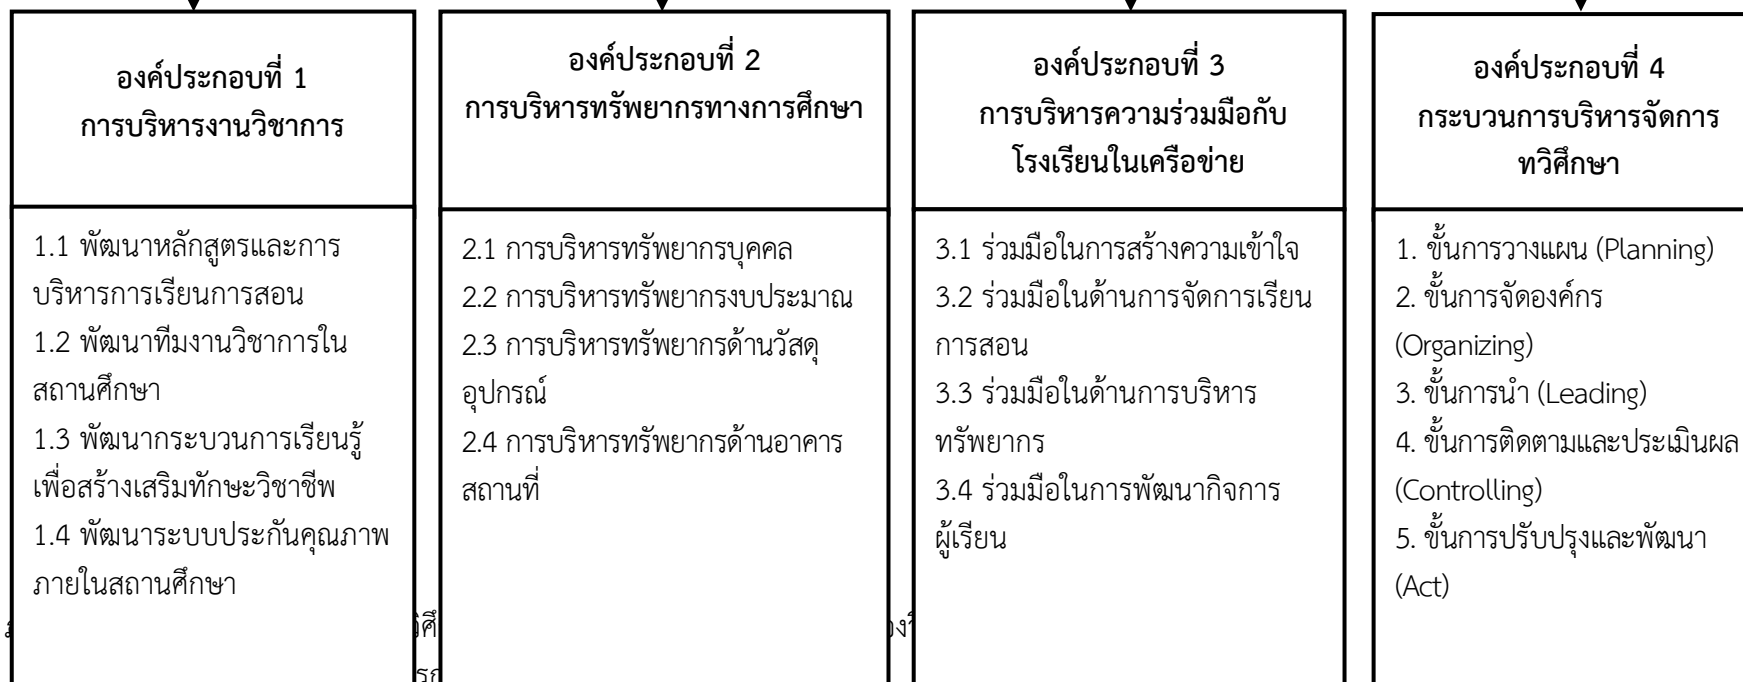 องค์ประกอบที่ 1
การบริหารงานวิชาการ
1.1 พัฒนาหลักสูตรและการ
บริหารการเรียนการสอน
1.2 พัฒนาทีมงานวิชาการใน
สถานศึกษา
1.3 พัฒนากระบวนการเรียนรู้
เพื่อสร้างเสริมทักษะวิชาชีพ
1.4 พัฒนาระบบประกันคุณภาพ
ภายในสถานศึกษา
องค์ประกอบที่ 2
การบริหารทรัพยากรทางการศึกษา
2.1 การบริหารทรัพยากรบุคคล
2.2 การบริหารทรัพยากรงบประมาณ
2.3 การบริหารทรัพยากรด้านวัสดุ
อุปกรณ์
2.4 การบริหารทรัพยากรด้านอาคาร
สถานที่
องค์ประกอบที่ 3
การบริหารความร่วมมือกับ
โรงเรียนในเครือข่าย
3.1 ร่วมมือในการสร้างความเข้าใจ
3.2 ร่วมมือในด้านการจัดการเรียน
การสอน
3.3 ร่วมมือในด้านการบริหาร
ทรัพยากร
3.4 ร่วมมือในการพัฒนากิจการ
ผู้เรียน
องค์ประกอบที่ 4
กระบวนการบริหารจัดการ
ทวิศึกษา
1. ขั้นการวางแผน (Planning)
2. ขั้นการจัดองค์กร
(Organizing)
3. ขั้นการนำ (Leading)
4. ขั้นการติดตามและประเมินผล
(Controlling)
5. ขั้นการปรับปรุงและพัฒนา
(Act)